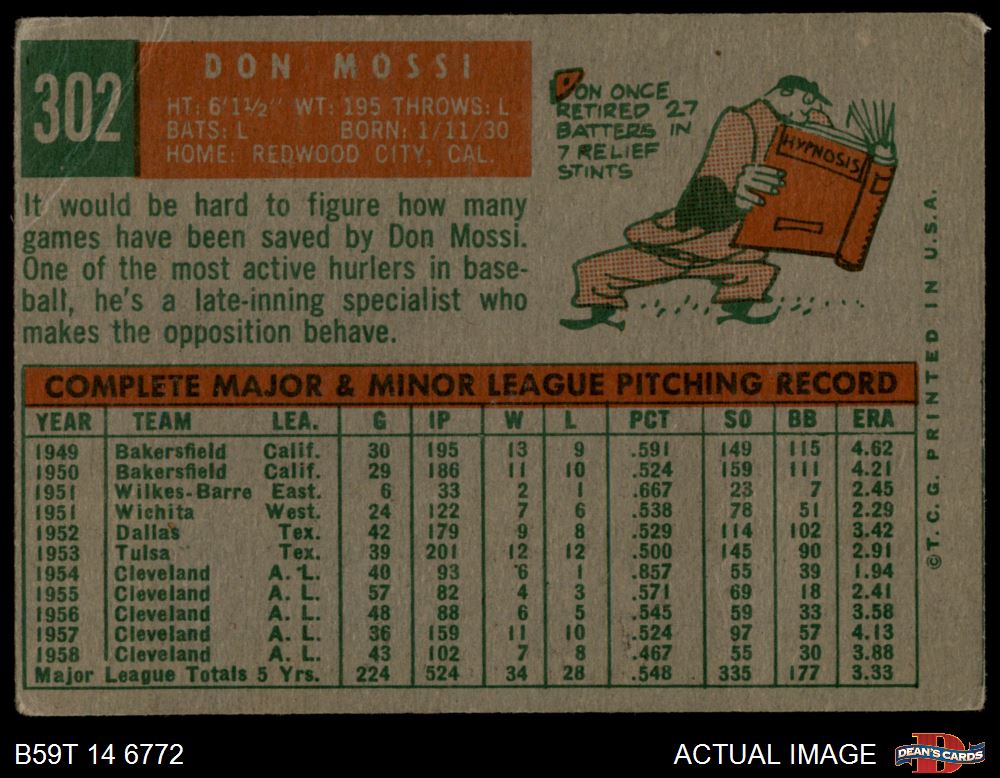 302
DON MOSSI
HT: 6'1½" WT: 195 THROWS: L
BATS: L BORN: 1/11/30
HOME: REDWOOD CITY, CAL.
DON ONCE
RETIRED 27
BATTERS IN
7 RELIEF
STINTS
HYPNOSIS
It would be hard to figure how many
games have been saved by Don Mossi.
One of the most active hurlers in base-
ball, he's a late-inning specialist who
makes the opposition behave.
COMPLETE MAJOR & MINOR LEAGUE PITCHING RECORD
YEAR TEAM LEA. G IP W L PCT SO BB ERA
1949 Bakersfield Calif. 30 195 13 9 .591 149 115 4.62
1950 Bakersfield Calif. 29 186 11 10 .524 159 111 4.21
1951 Wilkes-Barre East. 6 33 2 1 .667 23 7 2.45
1951 Wichita West. 24 122 7 6 .538 78 51 2.29
1952 Dallas Tex. 42 179 9 8 .529 114 102 3.42
1953 Tulsa Tex. 39 201 12 12 .500 145 90 2.91
1954 Cleveland A. L. 40 93 6 1 .857 55 39 1.94
1955 Cleveland A. L. 57 82 4 3 .571 69 18 2.41
1956 Cleveland A. L. 48 88 6 5 .545 59 33 3.58
1957 Cleveland A. L. 36 159 11 10 .524 97 57 4.13
1958 Cleveland A. L. 43 102 7 8 .467 55 30 3.88
Major League Totals 5 Yrs. 224 524 34 28 .548 335 177 3.33
©T. C. G. PRINTED IN U.S.A.
B59T 14 6772
ACTUAL IMAGE
DEAN'S CARDS